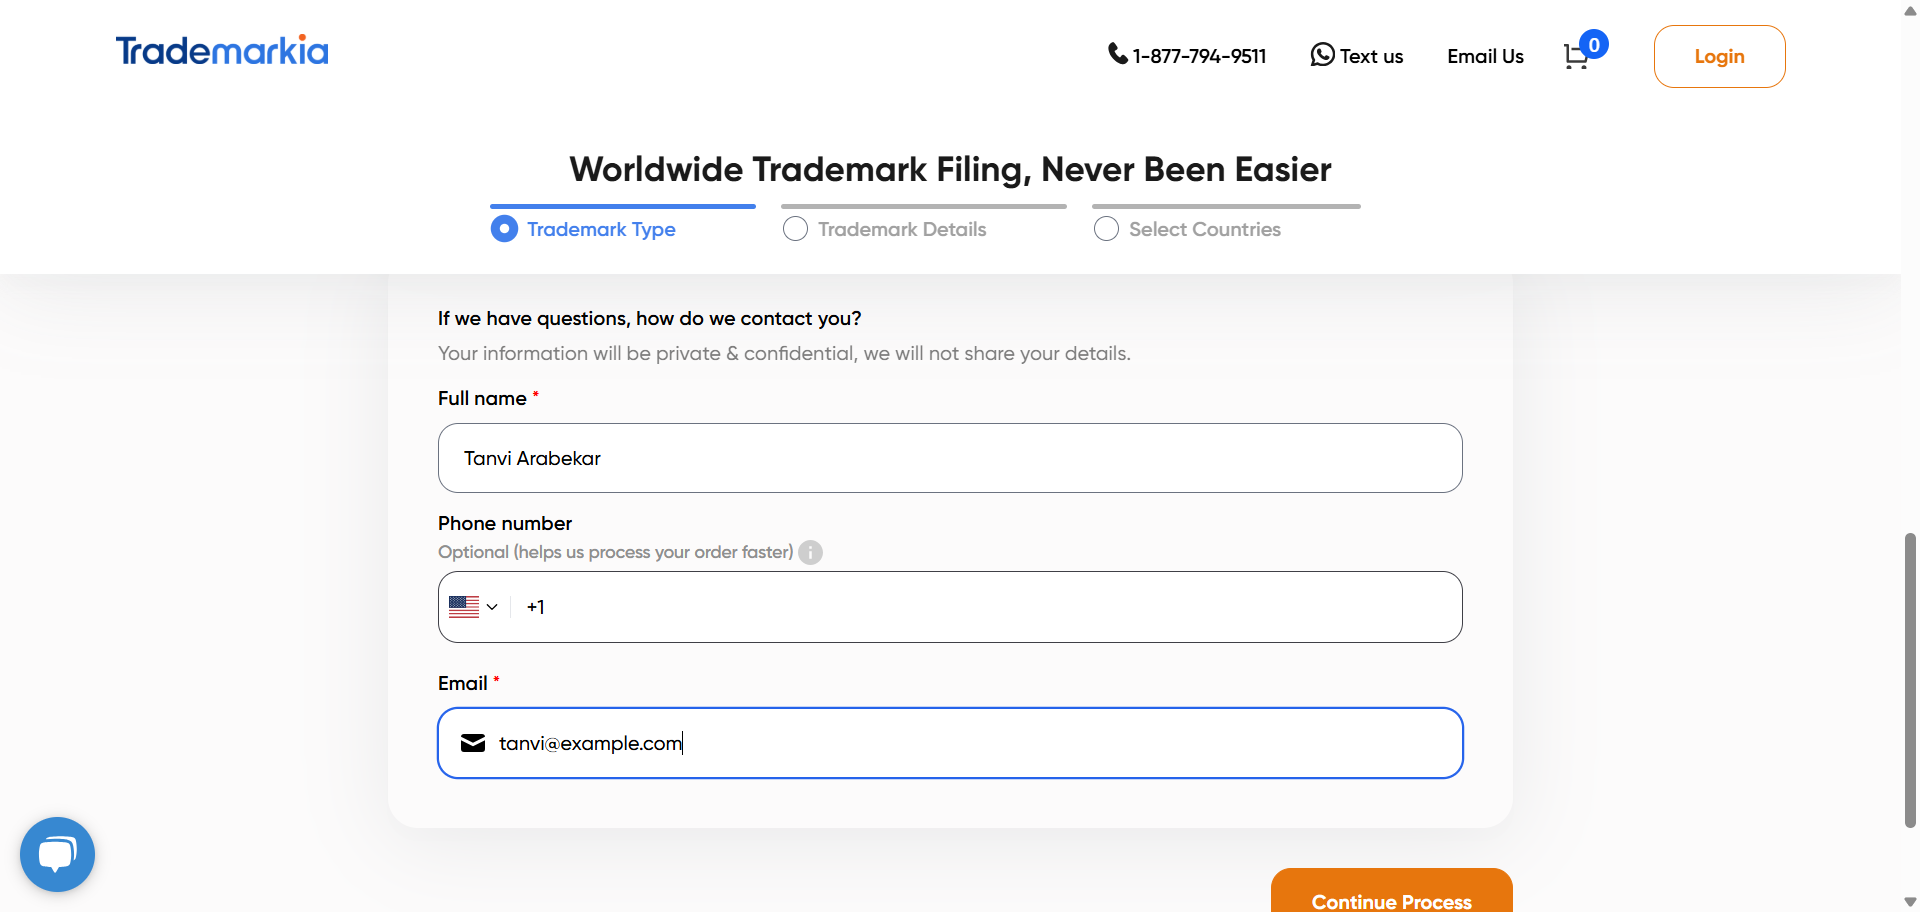 Trademarkia
1-877-794-9511 Text us Email Us 0 Login
Worldwide Trademark Filing, Never Been Easier
Trademark Type Trademark Details Select Countries
If we have questions, how do we contact you?
Your information will be private & confidential, we will not share your details.
Full name *
Tanvi Arabekar
Phone number
Optional (helps us process your order faster) i
+1
Email *
tanvi@example.com
Continue Process